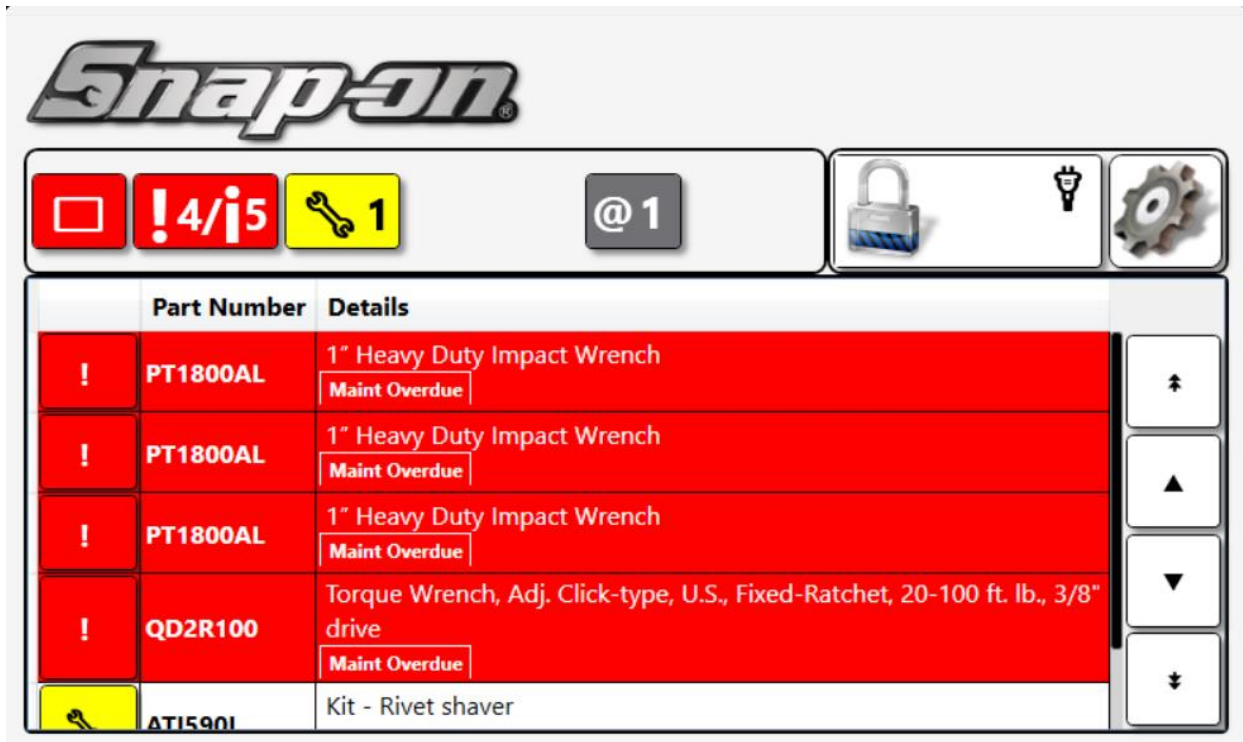 Snap-on®
!4/i5
1
@1
Part Number Details
! PT1800AL 1″ Heavy Duty Impact Wrench
Maint Overdue
! PT1800AL 1″ Heavy Duty Impact Wrench
Maint Overdue
! PT1800AL 1″ Heavy Duty Impact Wrench
Maint Overdue
Torque Wrench, Adj. Click-type, U.S., Fixed-Ratchet, 20-100 ft. lb., 3/8"
! QD2R100 drive
Maint Overdue
Kit - Rivet shaver